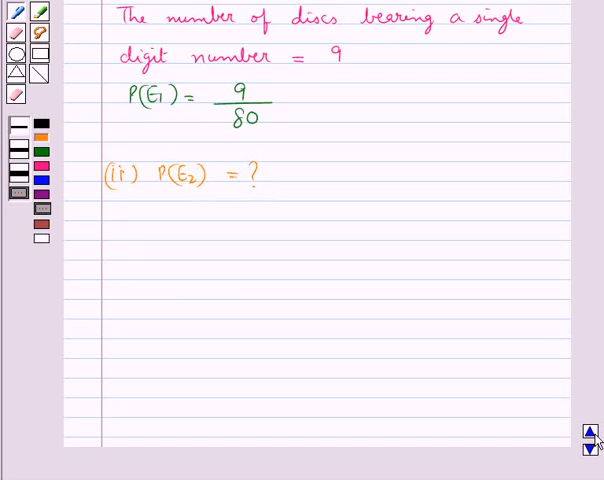 The number of discs bearing a single
digit number = 9
P(E1) = 9/80
(ii) P(E2) = ?